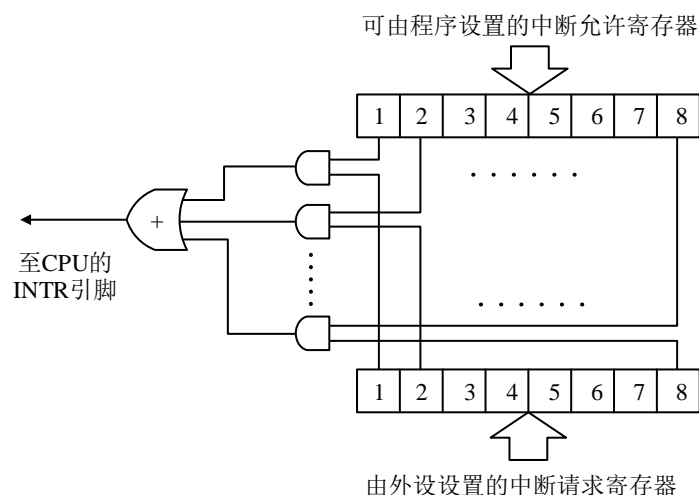 可由程序设置的中断允许寄存器
1 2 3 4 5 6 7 8
· · · · · ·
+
至CPU的
INTR引脚
· · · · · ·
· · · · · ·
1 2 3 4 5 6 7 8
由外设设置的中断请求寄存器